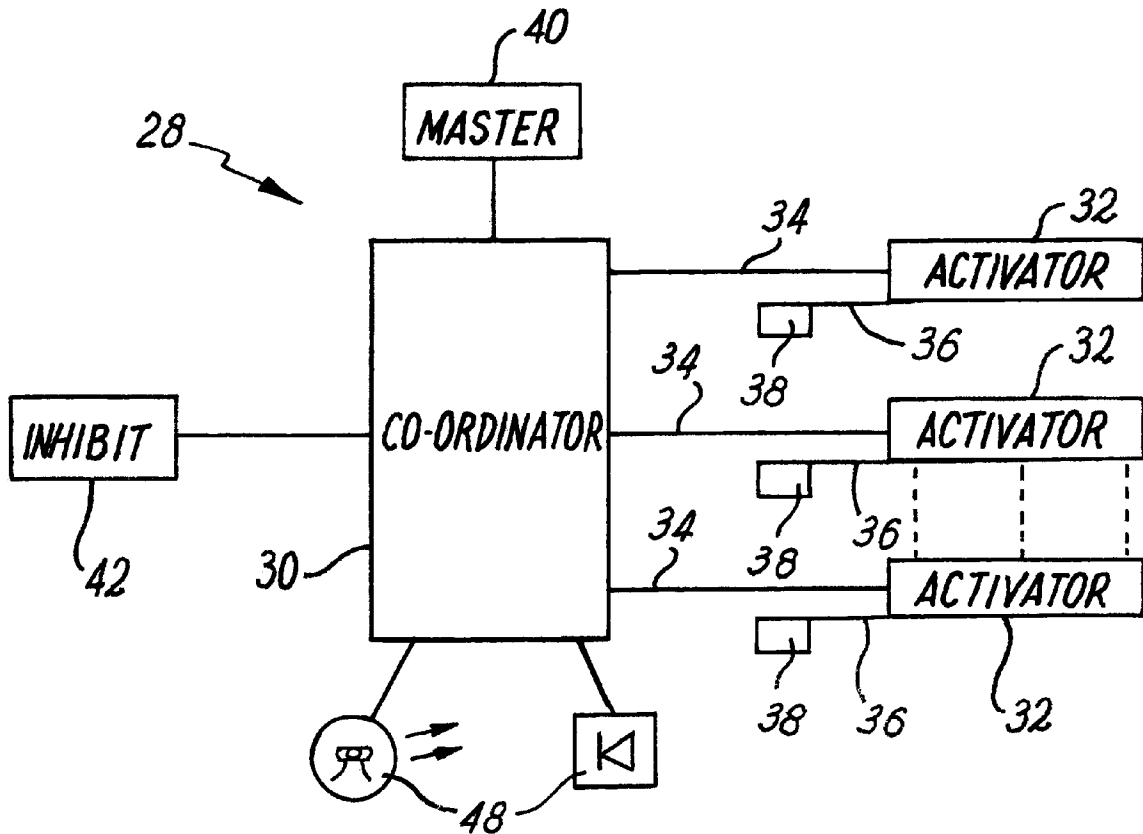 40
MASTER
28
34
32
ACTIVATOR
38
36
34
32
ACTIVATOR
INHIBIT
CO-ORDINATOR
42
30
38
36
34
ACTIVATOR
38
36
32
48